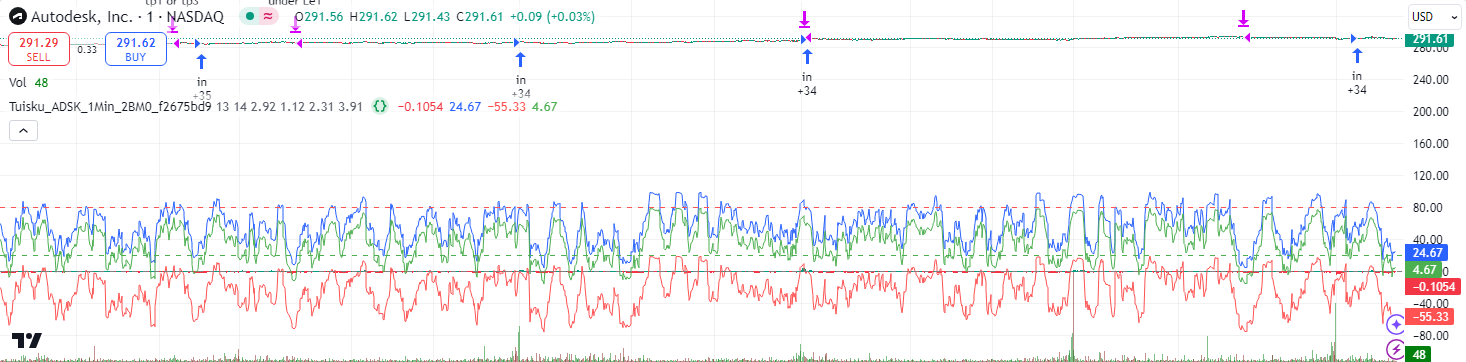 Autodesk, Inc. · 1 · NASDAQ
O291.56 H291.62 L291.43 C291.61 +0.09 (+0.03%)
USD
291.29
SELL
0.33
291.62
BUY
Vol 48
Tuisku_ADSK_1Min_2BM0_f2675bd9 13 14 2.92 1.12 2.31 3.91 {} −0.1054 24.67 −55.33 4.67
in
+35
in
+34
in
+34
in
+34
291.61
280.00
240.00
200.00
160.00
120.00
80.00
40.00
24.67
4.67
−0.1054
−40.00
−55.33
−80.00
48